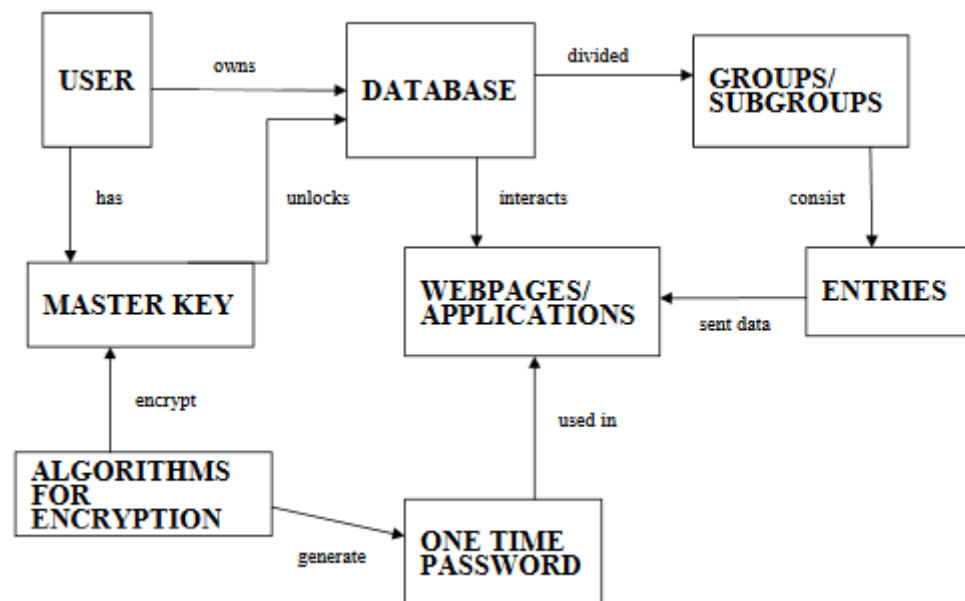 USER
owns
DATABASE
divided
GROUPS/
SUBGROUPS
has
unlocks
interacts
consist
MASTER KEY
WEBPAGES/
APPLICATIONS
ENTRIES
sent data
encrypt
used in
ALGORITHMS
FOR
ENCRYPTION
generate
ONE TIME
PASSWORD